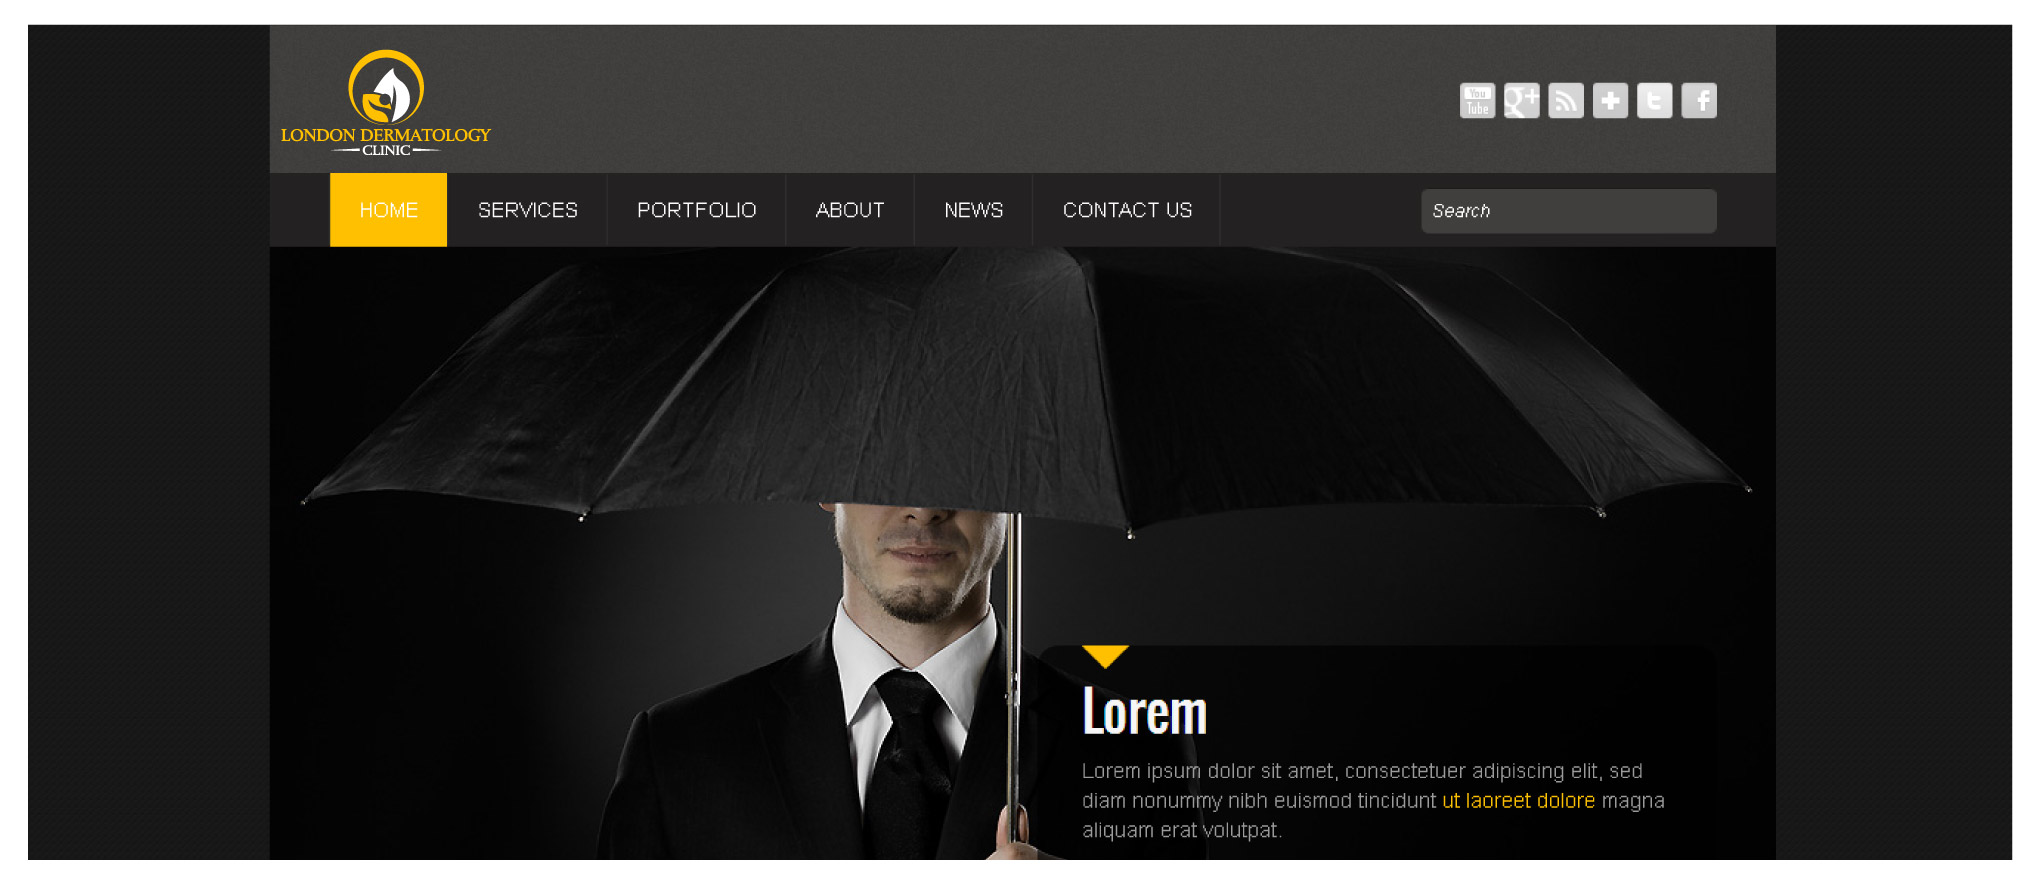 LONDON DERMATOLOGY
CLINIC
You
Tube
g+
t
f
HOME
SERVICES
PORTFOLIO
ABOUT
NEWS
CONTACT US
Search
Lorem
Lorem ipsum dolor sit amet, consectetuer adipiscing elit, sed
diam nonummy nibh euismod tincidunt ut laoreet dolore magna
aliquam erat volutpat.